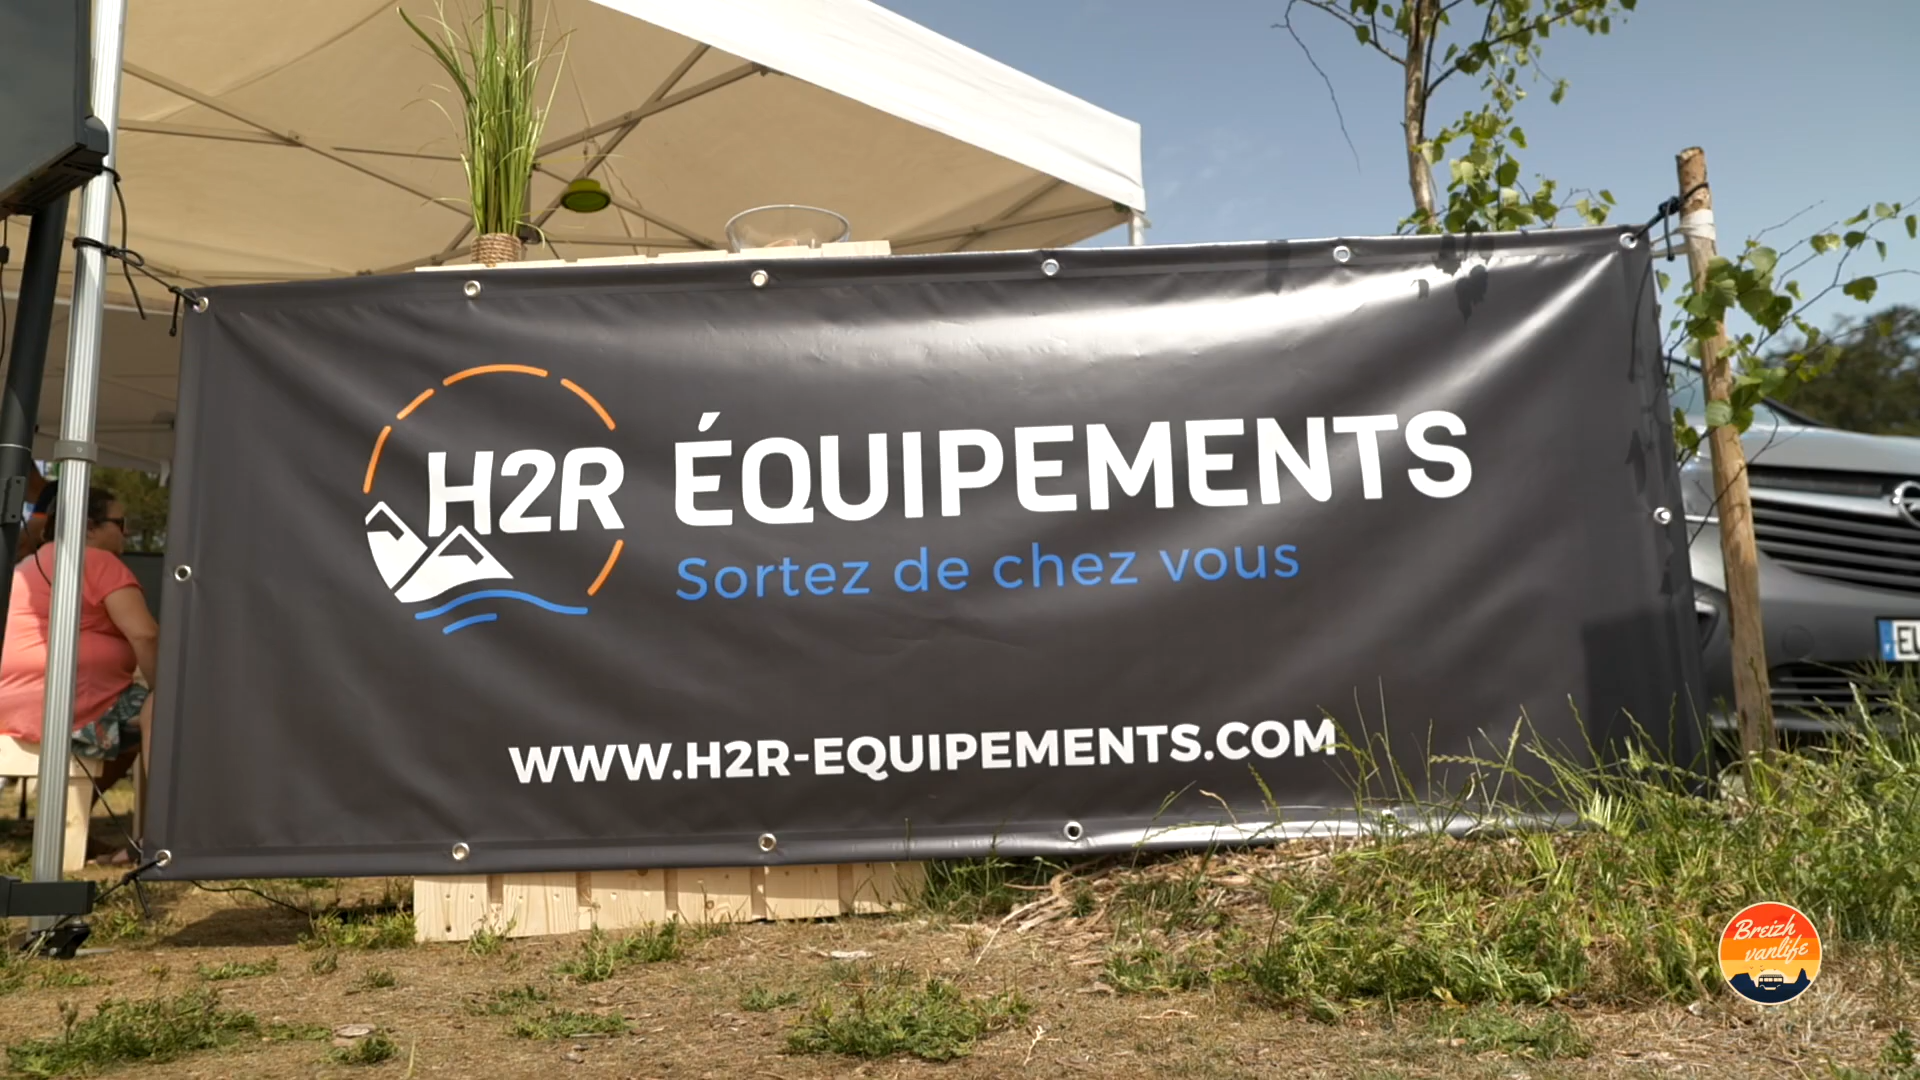 H2R ÉQUIPEMENTS
Sortez de chez vous
WWW.H2R-EQUIPEMENTS.COM
Breizh
vanlife